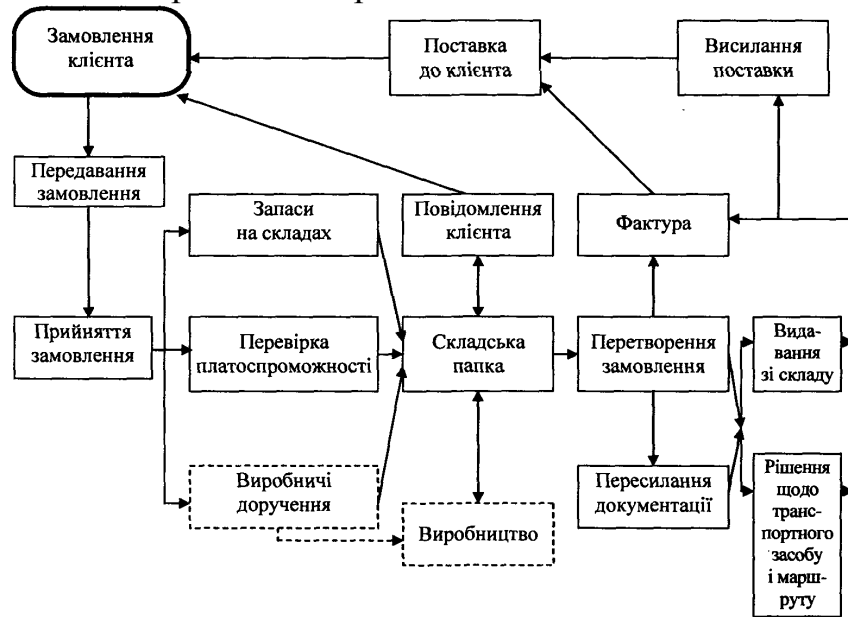 Замовлення
клієнта
Поставка
до клієнта
Висилання
поставки
Передавання
замовлення
Запаси
на складах
Повідомлення
клієнта
Фактура
Прийняття
замовлення
Перевірка
платоспроможності
Складська
папка
Перетворення
замовлення
Вида-
вання
зі складу
Виробничі
доручення
Виробництво
Пересилання
документації
Рішення
щодо
транс-
портного
засобу
і марш-
руту